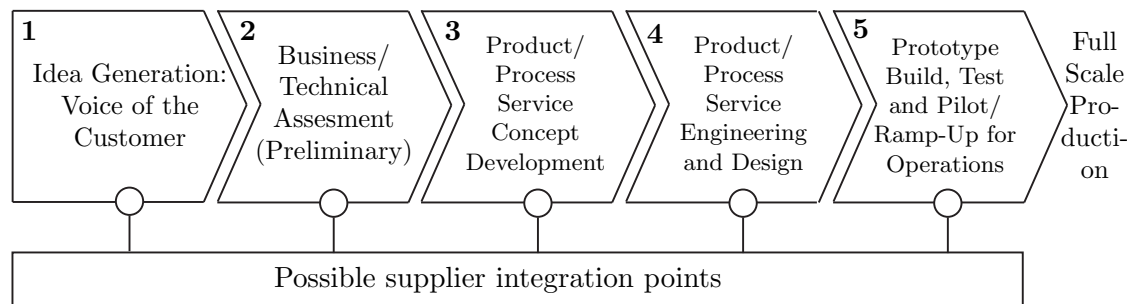 1
Idea Generation:
Voice of the
Customer
2
Business/
Technical
Assesment
(Preliminary)
3
Product/
Process
Service
Concept
Development
4
Product/
Process
Service
Engineering
and Design
5
Prototype
Build, Test
and Pilot/
Ramp-Up for
Operations
Full
Scale
Pro-
ducti-
on
Possible supplier integration points